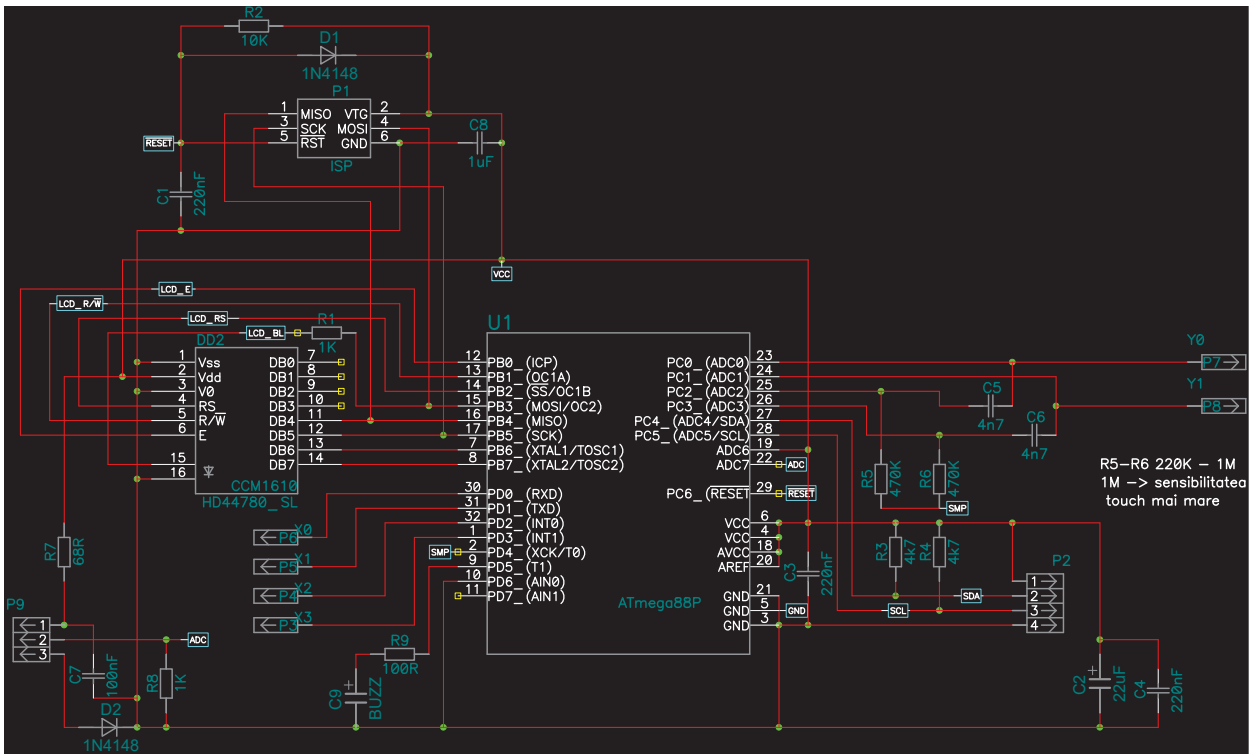 R2
10K
D1
1N4148
P1
1 MISO VTG 2
3 SCK MOSI 4
5 RST GND 6
ISP
RESET
C8
1uF
C1
220nF
VCC
LCD_E
LCD_R/W
LCD_RS
LCD_BL
R1
1K
DD2
1 Vss DB0 7
2 Vdd DB1 8
3 V0 DB2 9
4 RS DB3 10
5 R/W DB4 11
6 E DB5 12
DB6 13
15 DB7 14
16
CCM1610
HD44780_SL
U1
12 PB0_(ICP)
13 PB1_(OC1A)
14 PB2_(SS/OC1B
15 PB3_(MOSI/OC2)
16 PB4_(MISO)
17 PB5_(SCK)
7 PB6_(XTAL1/TOSC1)
8 PB7_(XTAL2/TOSC2)
30 PD0_(RXD)
31 PD1_(TXD)
32 PD2_(INT0)
1 PD3_(INT1)
2 PD4_(XCK/T0)
9 PD5_(T1)
10 PD6_(AIN0)
11 PD7_(AIN1)
PC0_(ADC0) 23
PC1_(ADC1) 24
PC2_(ADC2) 25
PC3_(ADC3) 26
PC4_(ADC4/SDA) 27
PC5_(ADC5/SCL) 28
ADC6 19
ADC7 22
ADC
PC6_(RESET) 29
RESET
VCC 6
VCC 4
AVCC 18
AREF 20
GND 21
GND 5
GND
GND 3
ATmega88P
Y0
P7
Y1
P8
C5
4n7
C6
4n7
R5
470K
R6
470K
SMP
R5-R6 220K - 1M
1M -> sensibilitatea
touch mai mare
X0
P6
X1
P5
X2
P4
X3
P3
SMP
R7
68R
P9
1
2
3
ADC
C7
100nF
R8
1K
D2
1N4148
R9
100R
C9
+
BUZZ
C3
220nF
R3
4k7
R4
4k7
P2
1
2
3
4
SDA
SCL
C2
+
22uF
C4
220nF